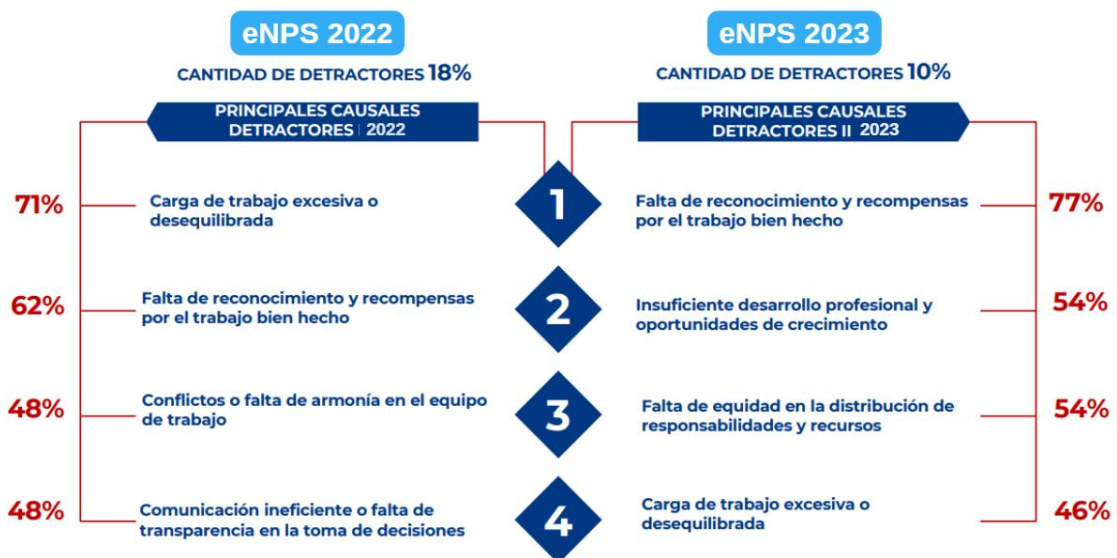 eNPS 2022
CANTIDAD DE DETRACTORES 18%
PRINCIPALES CAUSALES
DETRACTORES I 2022
71%
Carga de trabajo excesiva o
desequilibrada
62%
Falta de reconocimiento y recompensas
por el trabajo bien hecho
48%
Conflictos o falta de armonía en el equipo
de trabajo
48%
Comunicación ineficiente o falta de
transparencia en la toma de decisiones
1
2
3
4
eNPS 2023
CANTIDAD DE DETRACTORES 10%
PRINCIPALES CAUSALES
DETRACTORES II 2023
Falta de reconocimiento y recompensas
por el trabajo bien hecho
77%
Insuficiente desarrollo profesional y
oportunidades de crecimiento
54%
Falta de equidad en la distribución de
responsabilidades y recursos
54%
Carga de trabajo excesiva o
desequilibrada
46%